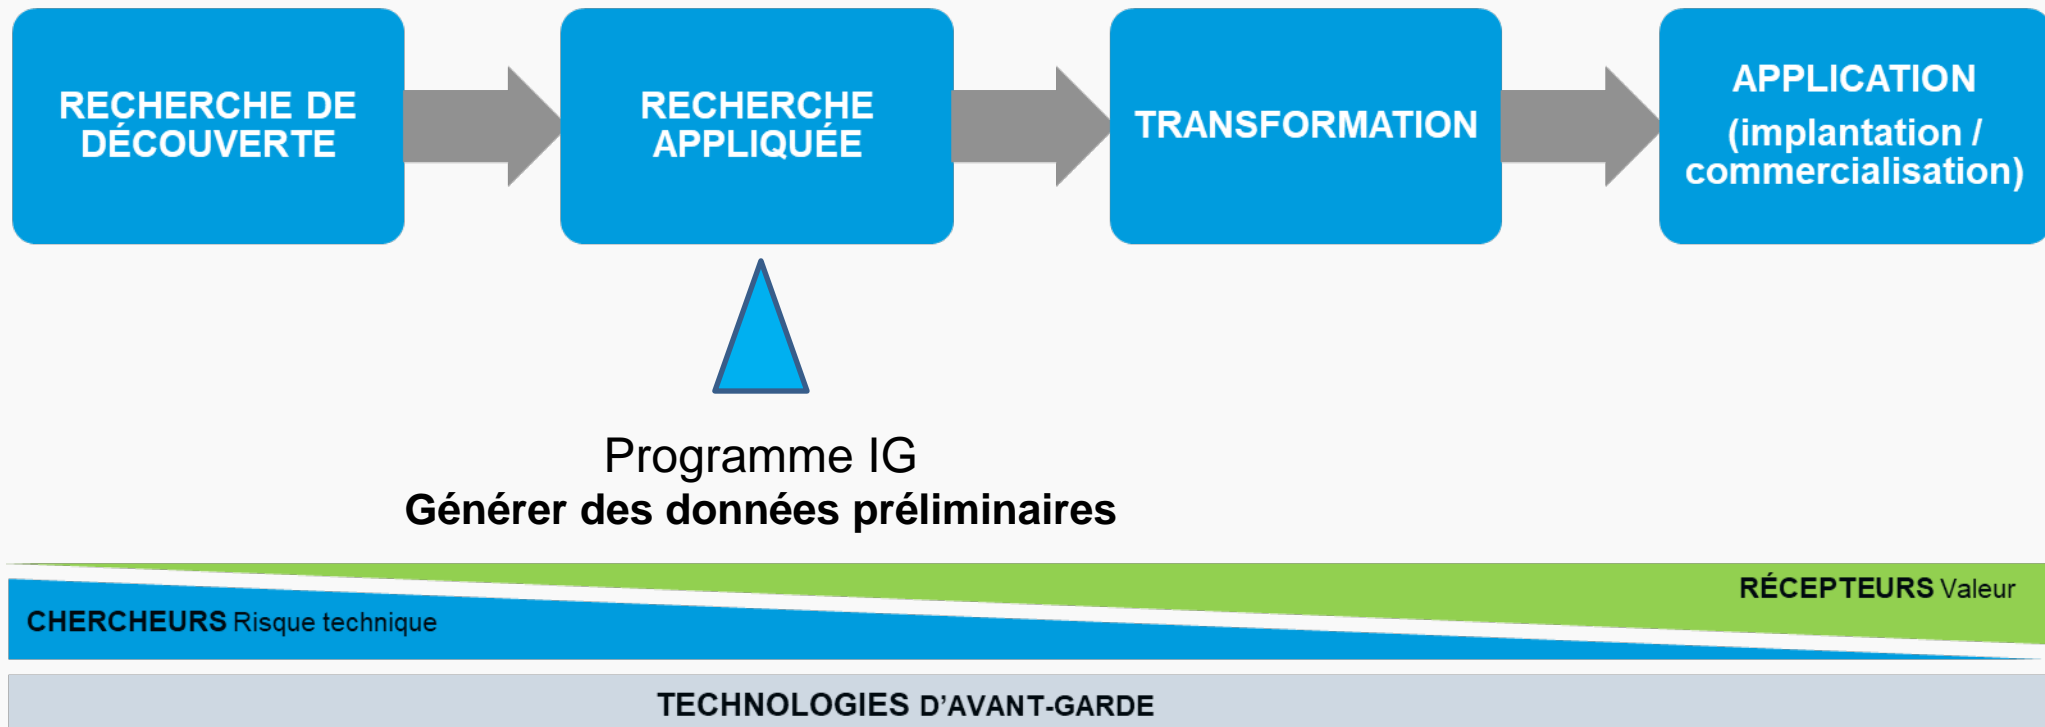 RECHERCHE DE
DÉCOUVERTE
RECHERCHE
APPLIQUÉE
TRANSFORMATION
APPLICATION
(implantation /
commercialisation)
Programme IG
Générer des données préliminaires
RÉCEPTEURS Valeur
CHERCHEURS Risque technique
TECHNOLOGIES D'AVANT-GARDE